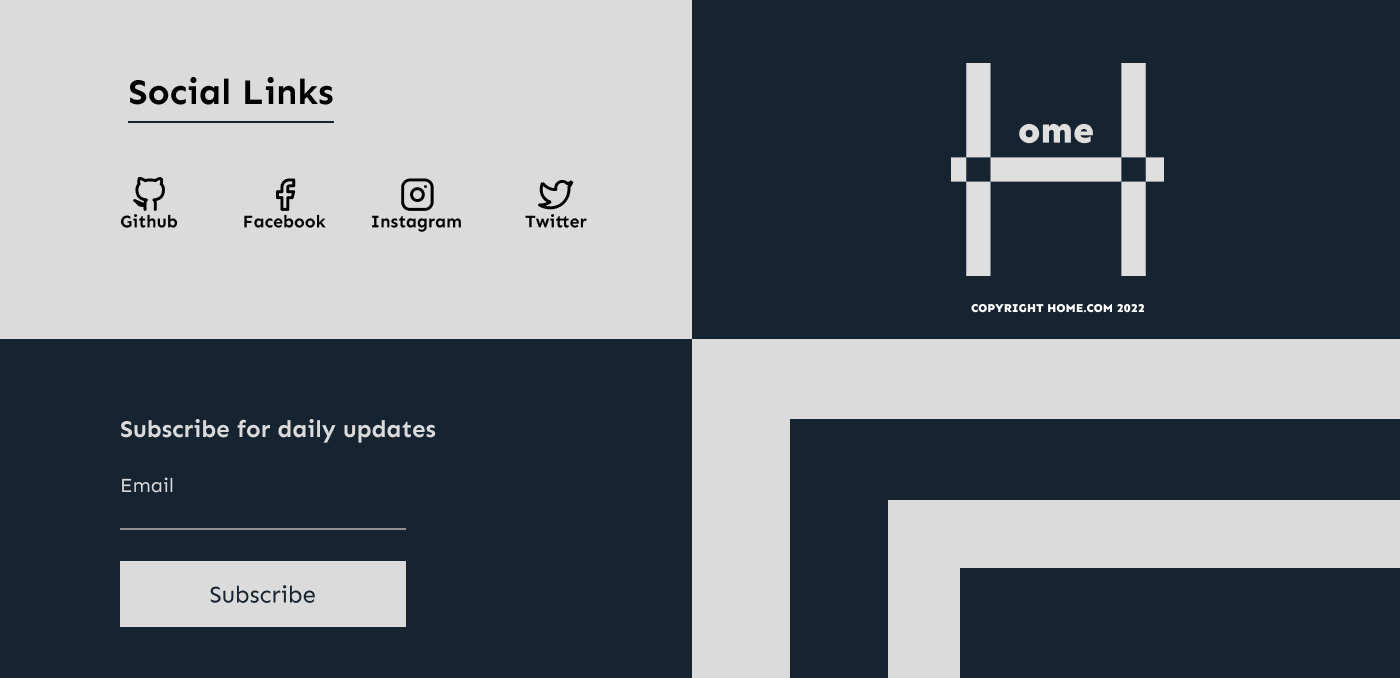 Social Links
Github Facebook Instagram Twitter
H
ome
COPYRIGHT HOME.COM 2022
Subscribe for daily updates
Email
Subscribe